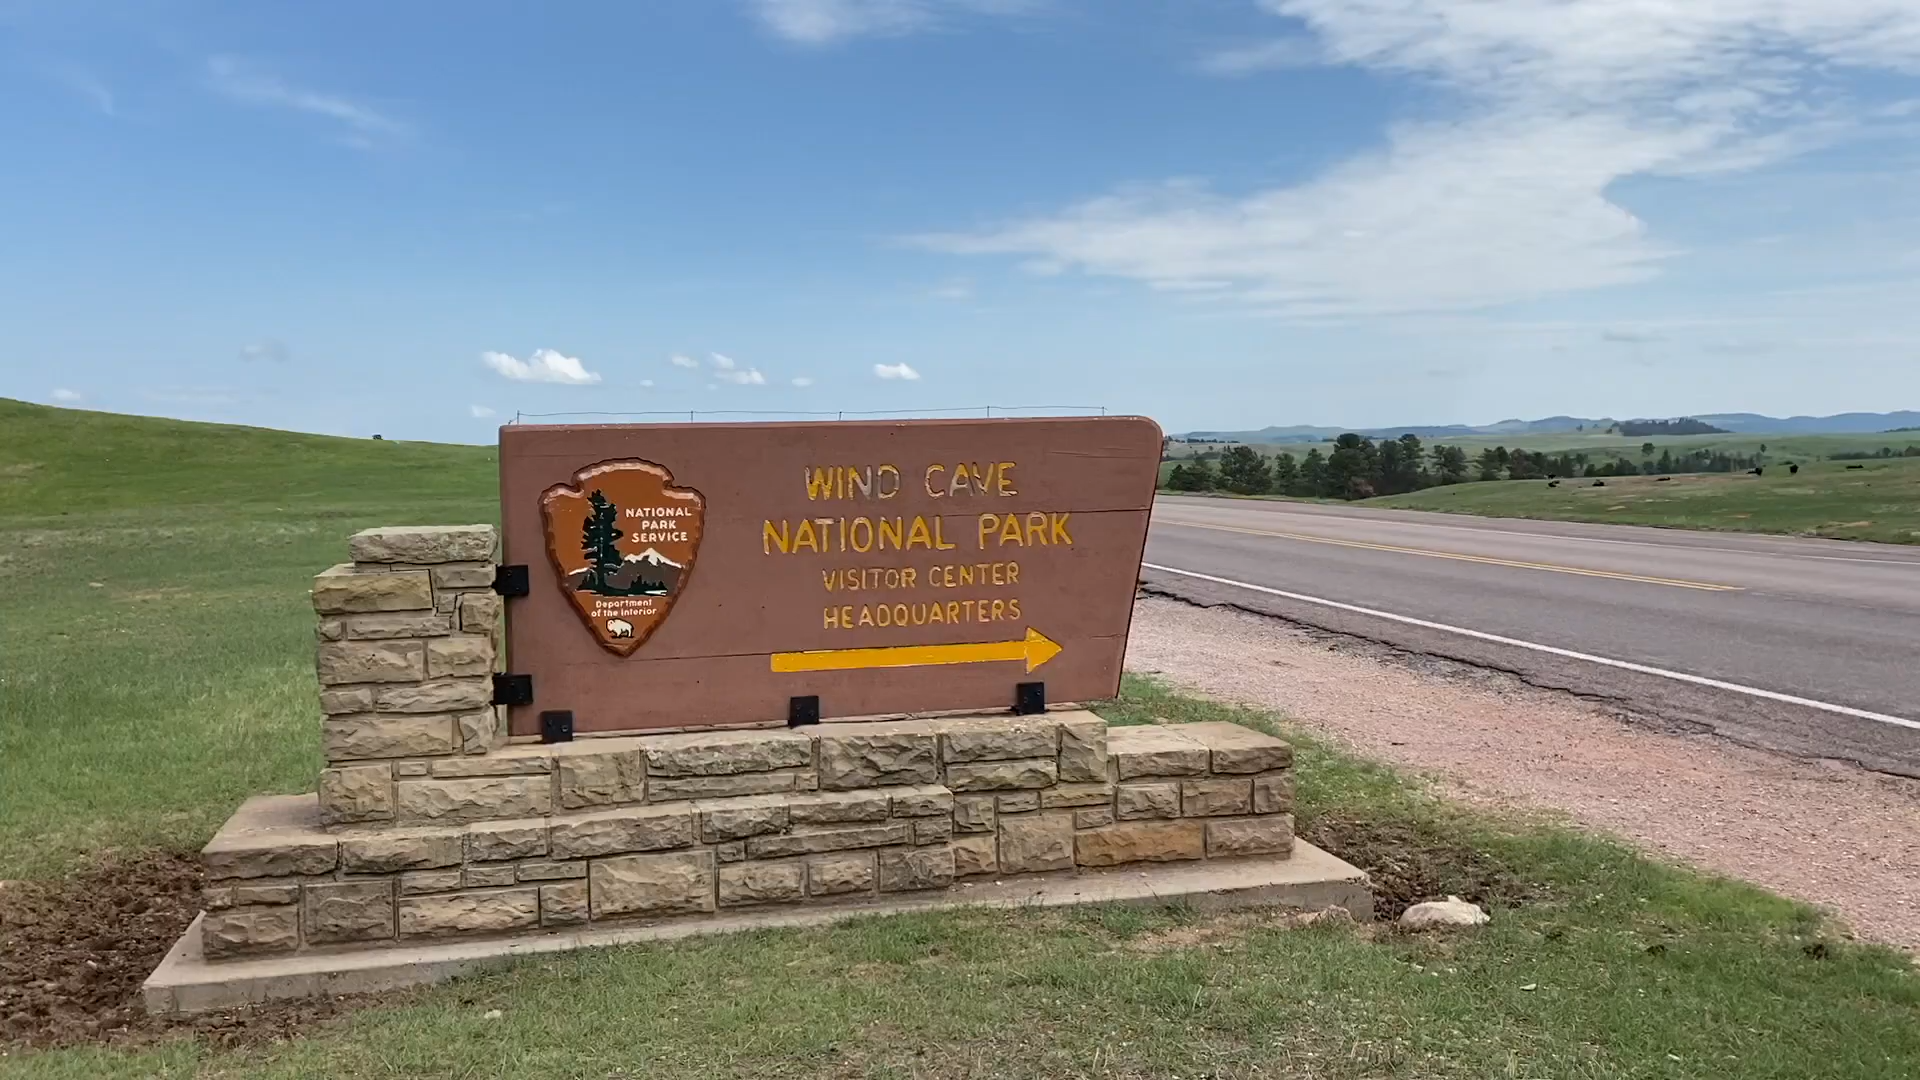 NATIONAL
PARK
SERVICE
Department
of the Interior
WIND CAVE
NATIONAL PARK
VISITOR CENTER
HEADQUARTERS